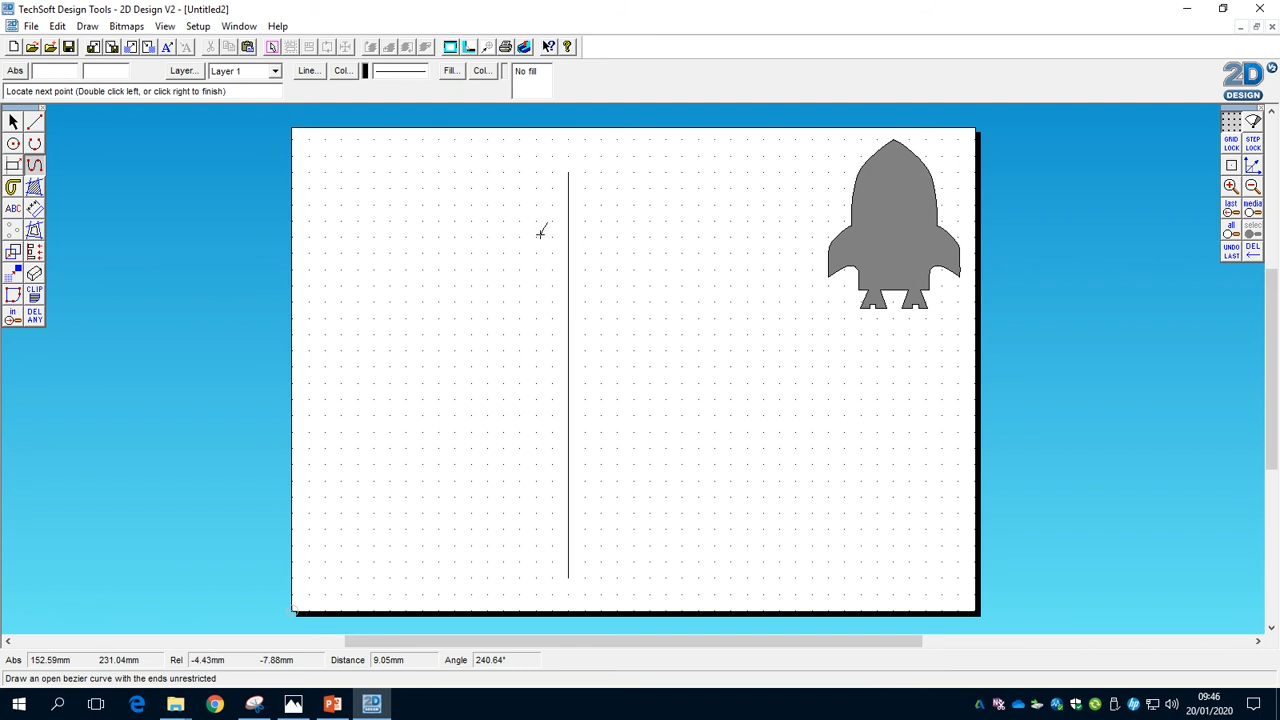 TechSoft Design Tools - 2D Design V2 - [Untitled2]
File Edit Draw Bitmaps View Setup Window Help
Abs Layer... Layer 1 Line... Col... Fill... Col... No fill
Locate next point (Double click left, or click right to finish)
2D V2
DESIGN
GRID LOCK STEP LOCK
ABC
last media
all select
CLIP
UNDO LAST DEL
in DEL ANY
Abs 152.59mm 231.04mm Rel -4.43mm -7.88mm Distance 9.05mm Angle 240.64°
Draw an open bezier curve with the ends unrestricted
09:46
20/01/2020